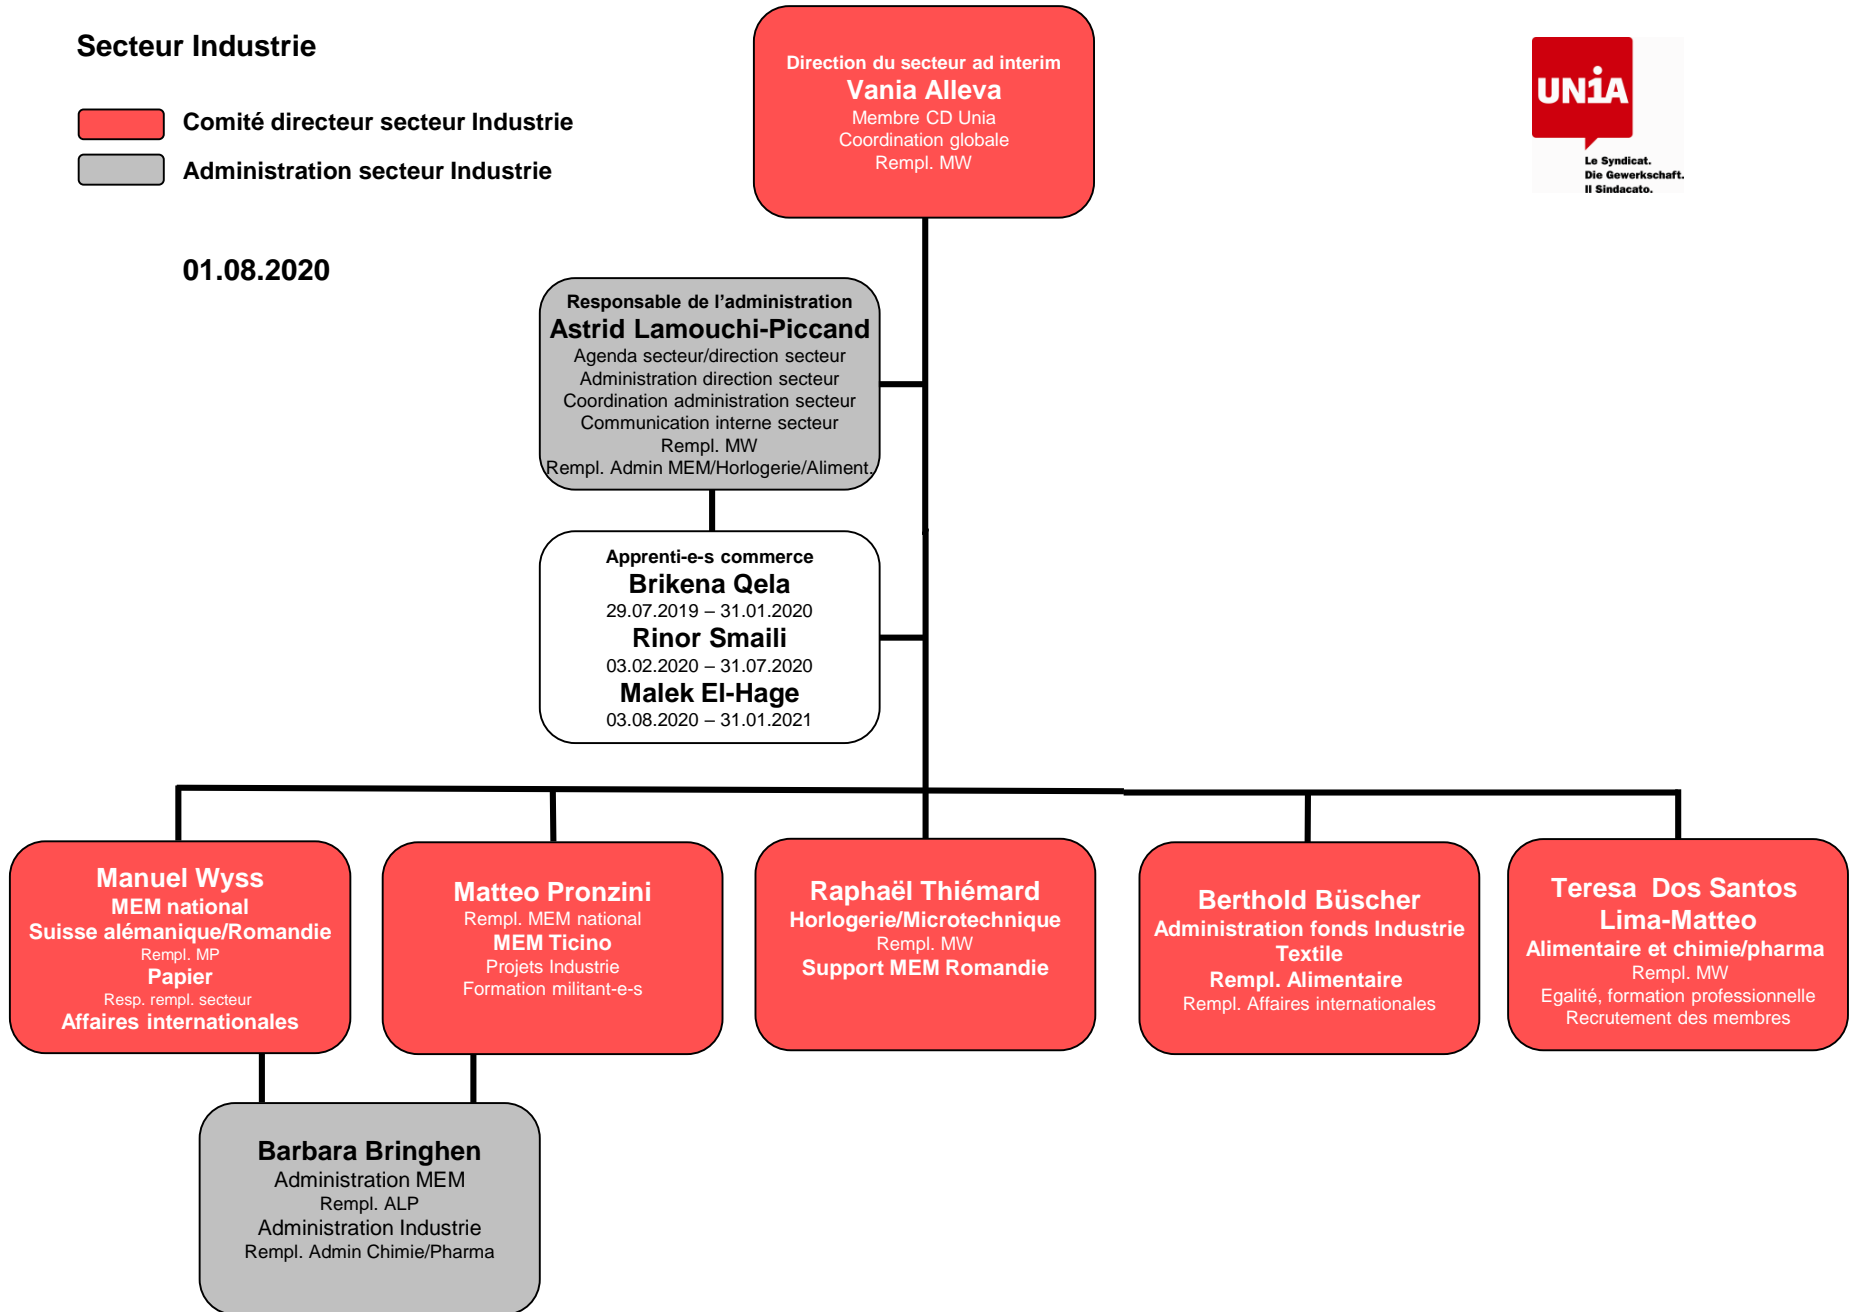 Secteur Industrie
Comité directeur secteur Industrie
Administration secteur Industrie
01.08.2020
Direction du secteur ad interim
Vania Alleva
Membre CD Unia
Coordination globale
Rempl. MW
UNiA
Le Syndicat.
Die Gewerkschaft.
Il Sindacato.
Responsable de l’administration
Astrid Lamouchi-Piccand
Agenda secteur/direction secteur
Administration direction secteur
Coordination administration secteur
Communication interne secteur
Rempl. MW
Rempl. Admin MEM/Horlogerie/Aliment.
Apprenti-e-s commerce
Brikena Qela
29.07.2019 – 31.01.2020
Rinor Smaili
03.02.2020 – 31.07.2020
Malek El-Hage
03.08.2020 – 31.01.2021
Manuel Wyss
MEM national
Suisse alémanique/Romandie
Rempl. MP
Papier
Resp. rempl. secteur
Affaires internationales
Matteo Pronzini
Rempl. MEM national
MEM Ticino
Projets Industrie
Formation militant-e-s
Raphaël Thiémard
Horlogerie/Microtechnique
Rempl. MW
Support MEM Romandie
Berthold Büscher
Administration fonds Industrie
Textile
Rempl. Alimentaire
Rempl. Affaires internationales
Teresa Dos Santos
Lima-Matteo
Alimentaire et chimie/pharma
Rempl. MW
Egalité, formation professionnelle
Recrutement des membres
Barbara Bringhen
Administration MEM
Rempl. ALP
Administration Industrie
Rempl. Admin Chimie/Pharma